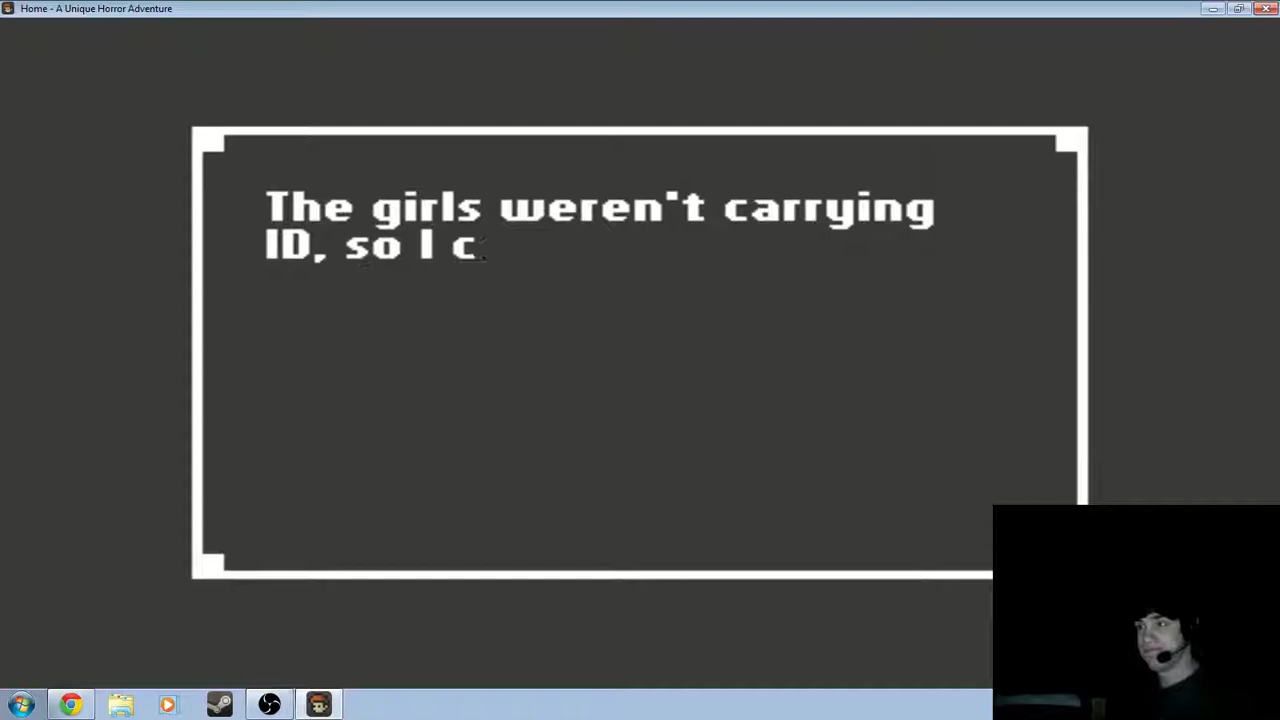 Home - A Unique Horror Adventure
The girls weren't carrying
ID, so I c